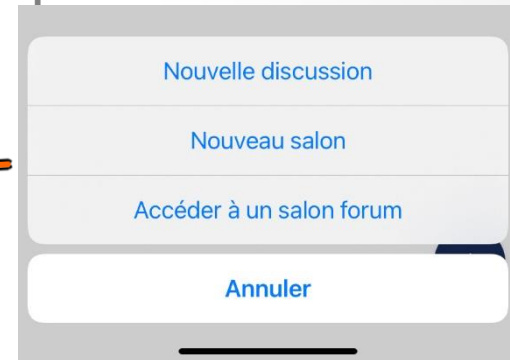 Nouvelle discussion
Nouveau salon
Accéder à un salon forum
Annuler